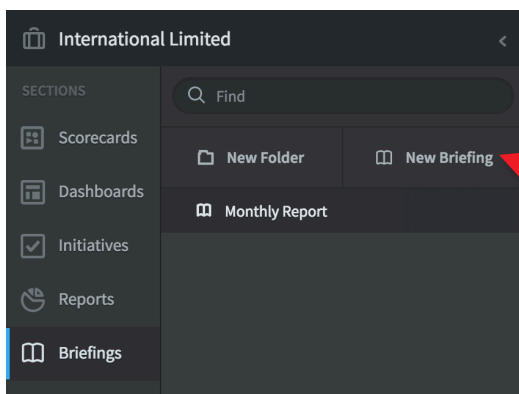 International Limited
SECTIONS
Scorecards
Dashboards
Initiatives
Reports
Briefings
Find
New Folder
New Briefing
Monthly Report